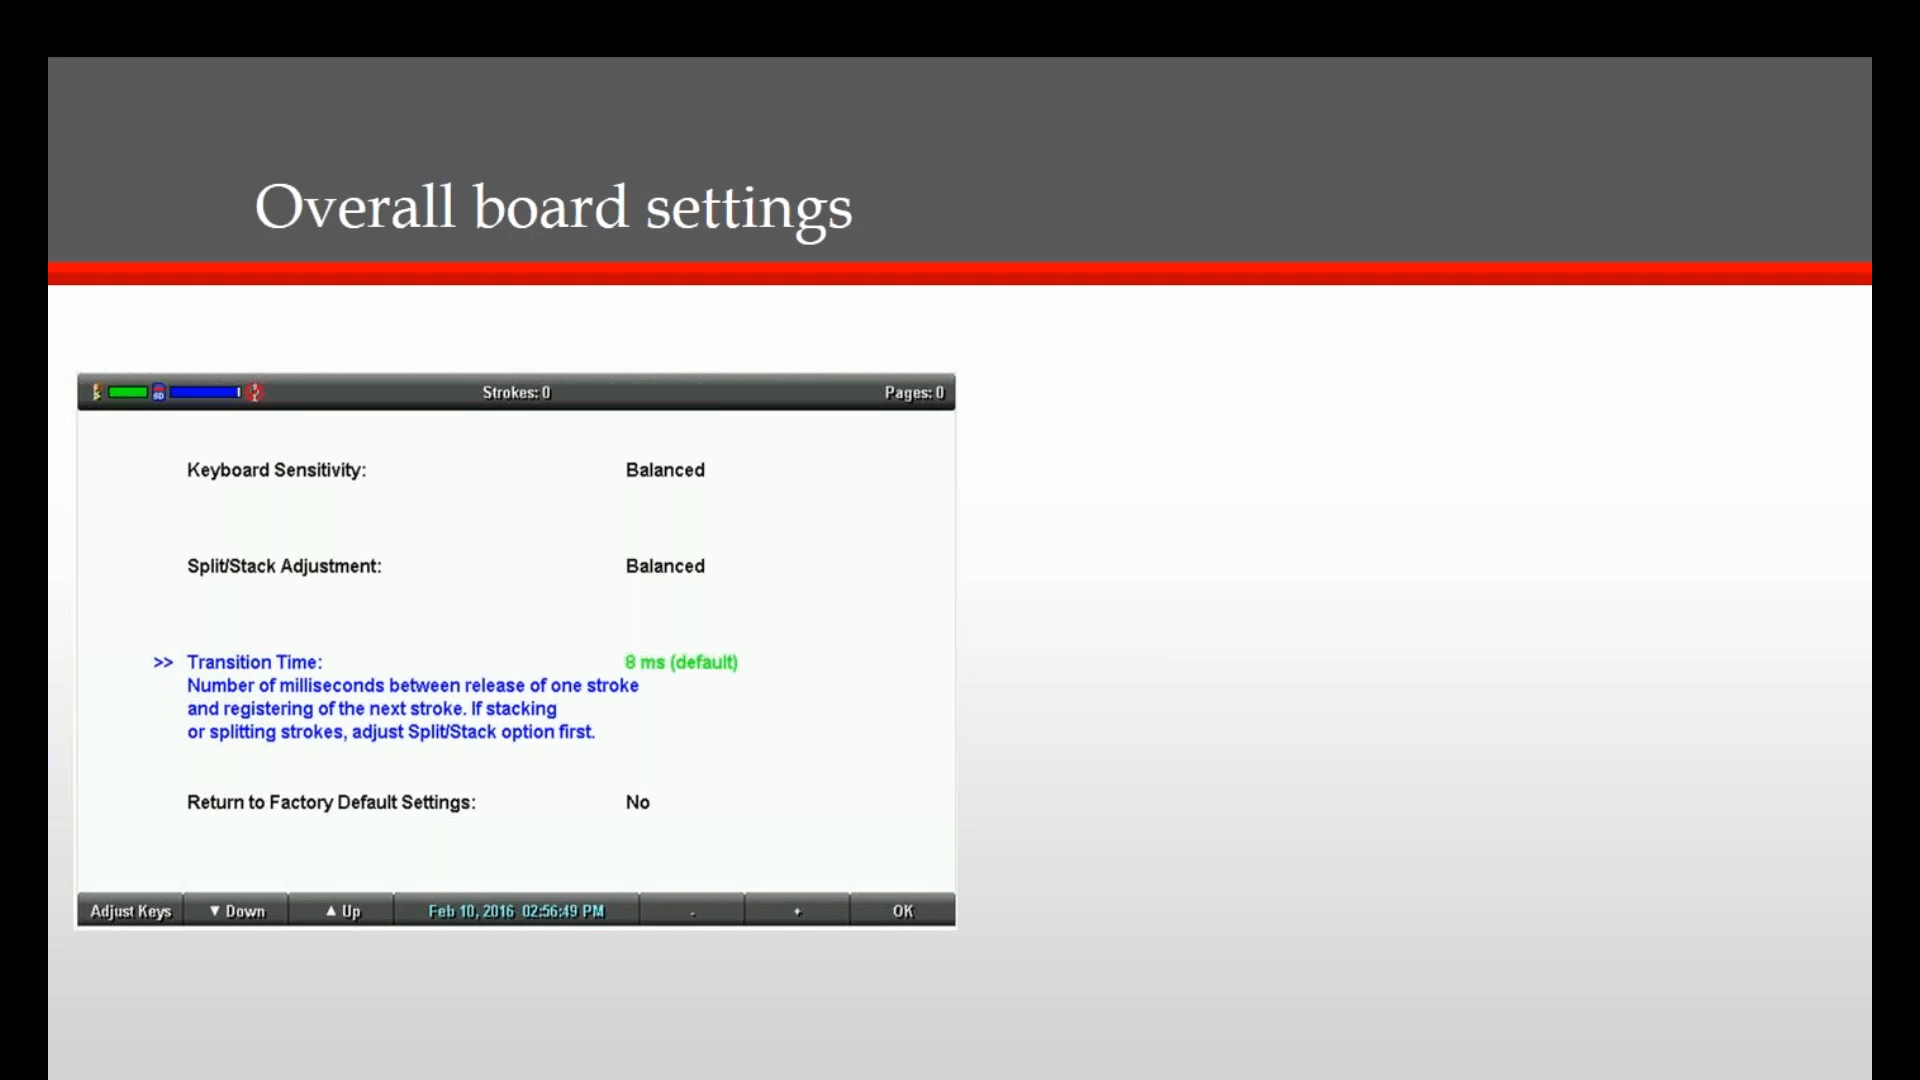 Overall board settings
SD Strokes: 0 Pages: 0
Keyboard Sensitivity: Balanced
Split/Stack Adjustment: Balanced
>> Transition Time: 8 ms (default)
Number of milliseconds between release of one stroke
and registering of the next stroke. If stacking
or splitting strokes, adjust Split/Stack option first.
Return to Factory Default Settings: No
Adjust Keys ▼ Down ▲ Up Feb 10, 2016 02:56:49 PM - + OK